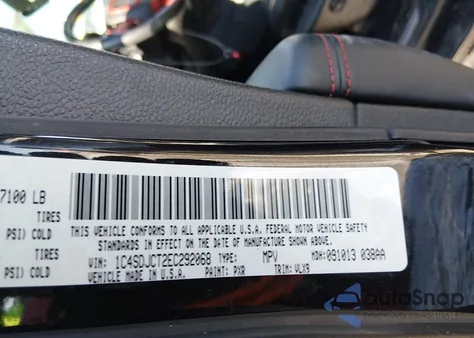 7100 LB
TIRES
PSI) COLD
TIRES
PSI) COLD
THIS VEHICLE CONFORMS TO ALL APPLICABLE U.S.A. FEDERAL MOTOR VEHICLE SAFETY
STANDARDS IN EFFECT ON THE DATE OF MANUFACTURE SHOWN ABOVE.
VIN: 1C4SDJCT2EC292068 TYPE: MPV MDH: 091013 038AA
VEHICLE MADE IN U.S.A. PAINT: PXR TRIM: VLX9
AutoSnap